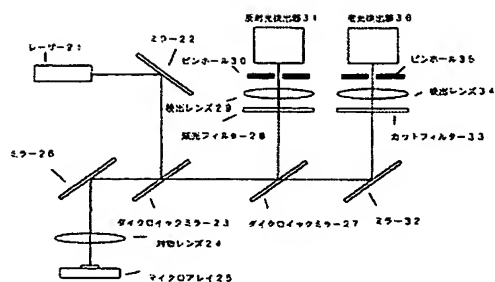 反射光検出器31
蛍光検出器36
ミラー22
レーザー21
ピンホール30
ピンホール35
検出レンズ29
検出レンズ34
減光フィルター28
カットフィルター33
ミラー26
ダイクロイックミラー23
ダイクロイックミラー27
ミラー32
対物レンズ24
マイクロアレイ25